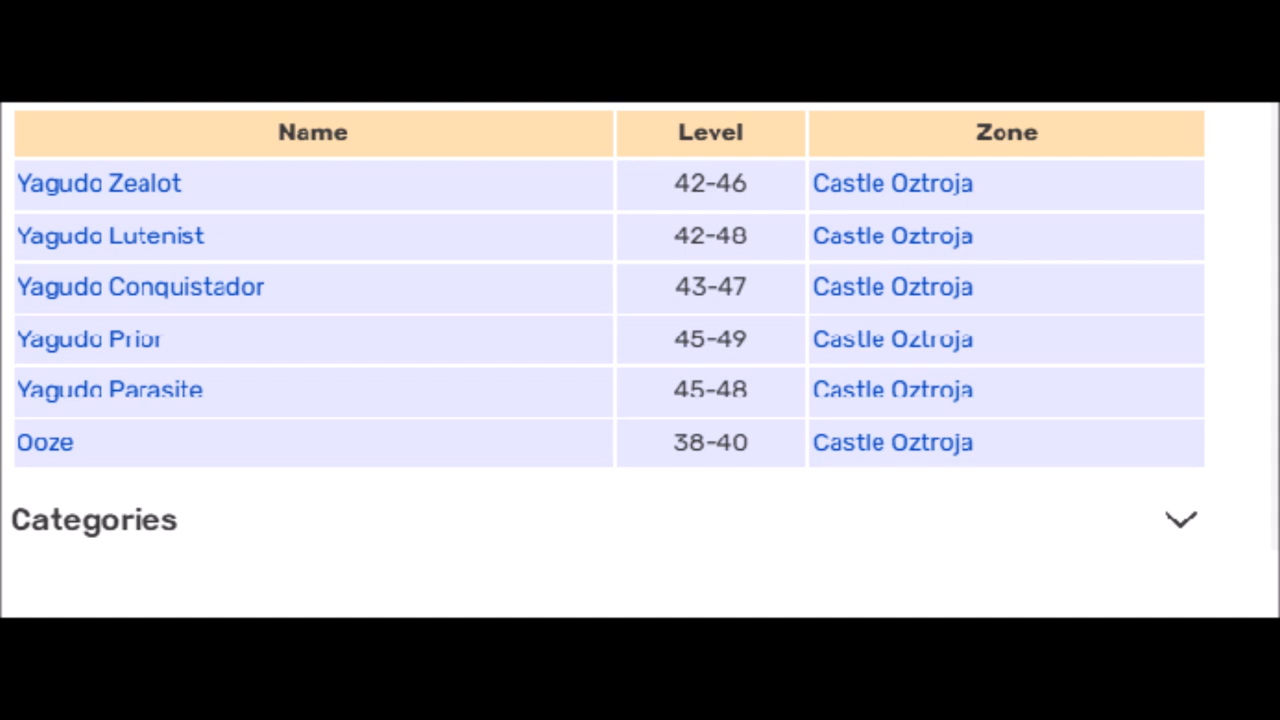 Name Level Zone
Yagudo Zealot 42-46 Castle Oztroja
Yagudo Lutenist 42-48 Castle Oztroja
Yagudo Conquistador 43-47 Castle Oztroja
Yagudo Prior 45-49 Castle Oztroja
Yagudo Parasite 45-48 Castle Oztroja
Ooze 38-40 Castle Oztroja
Categories